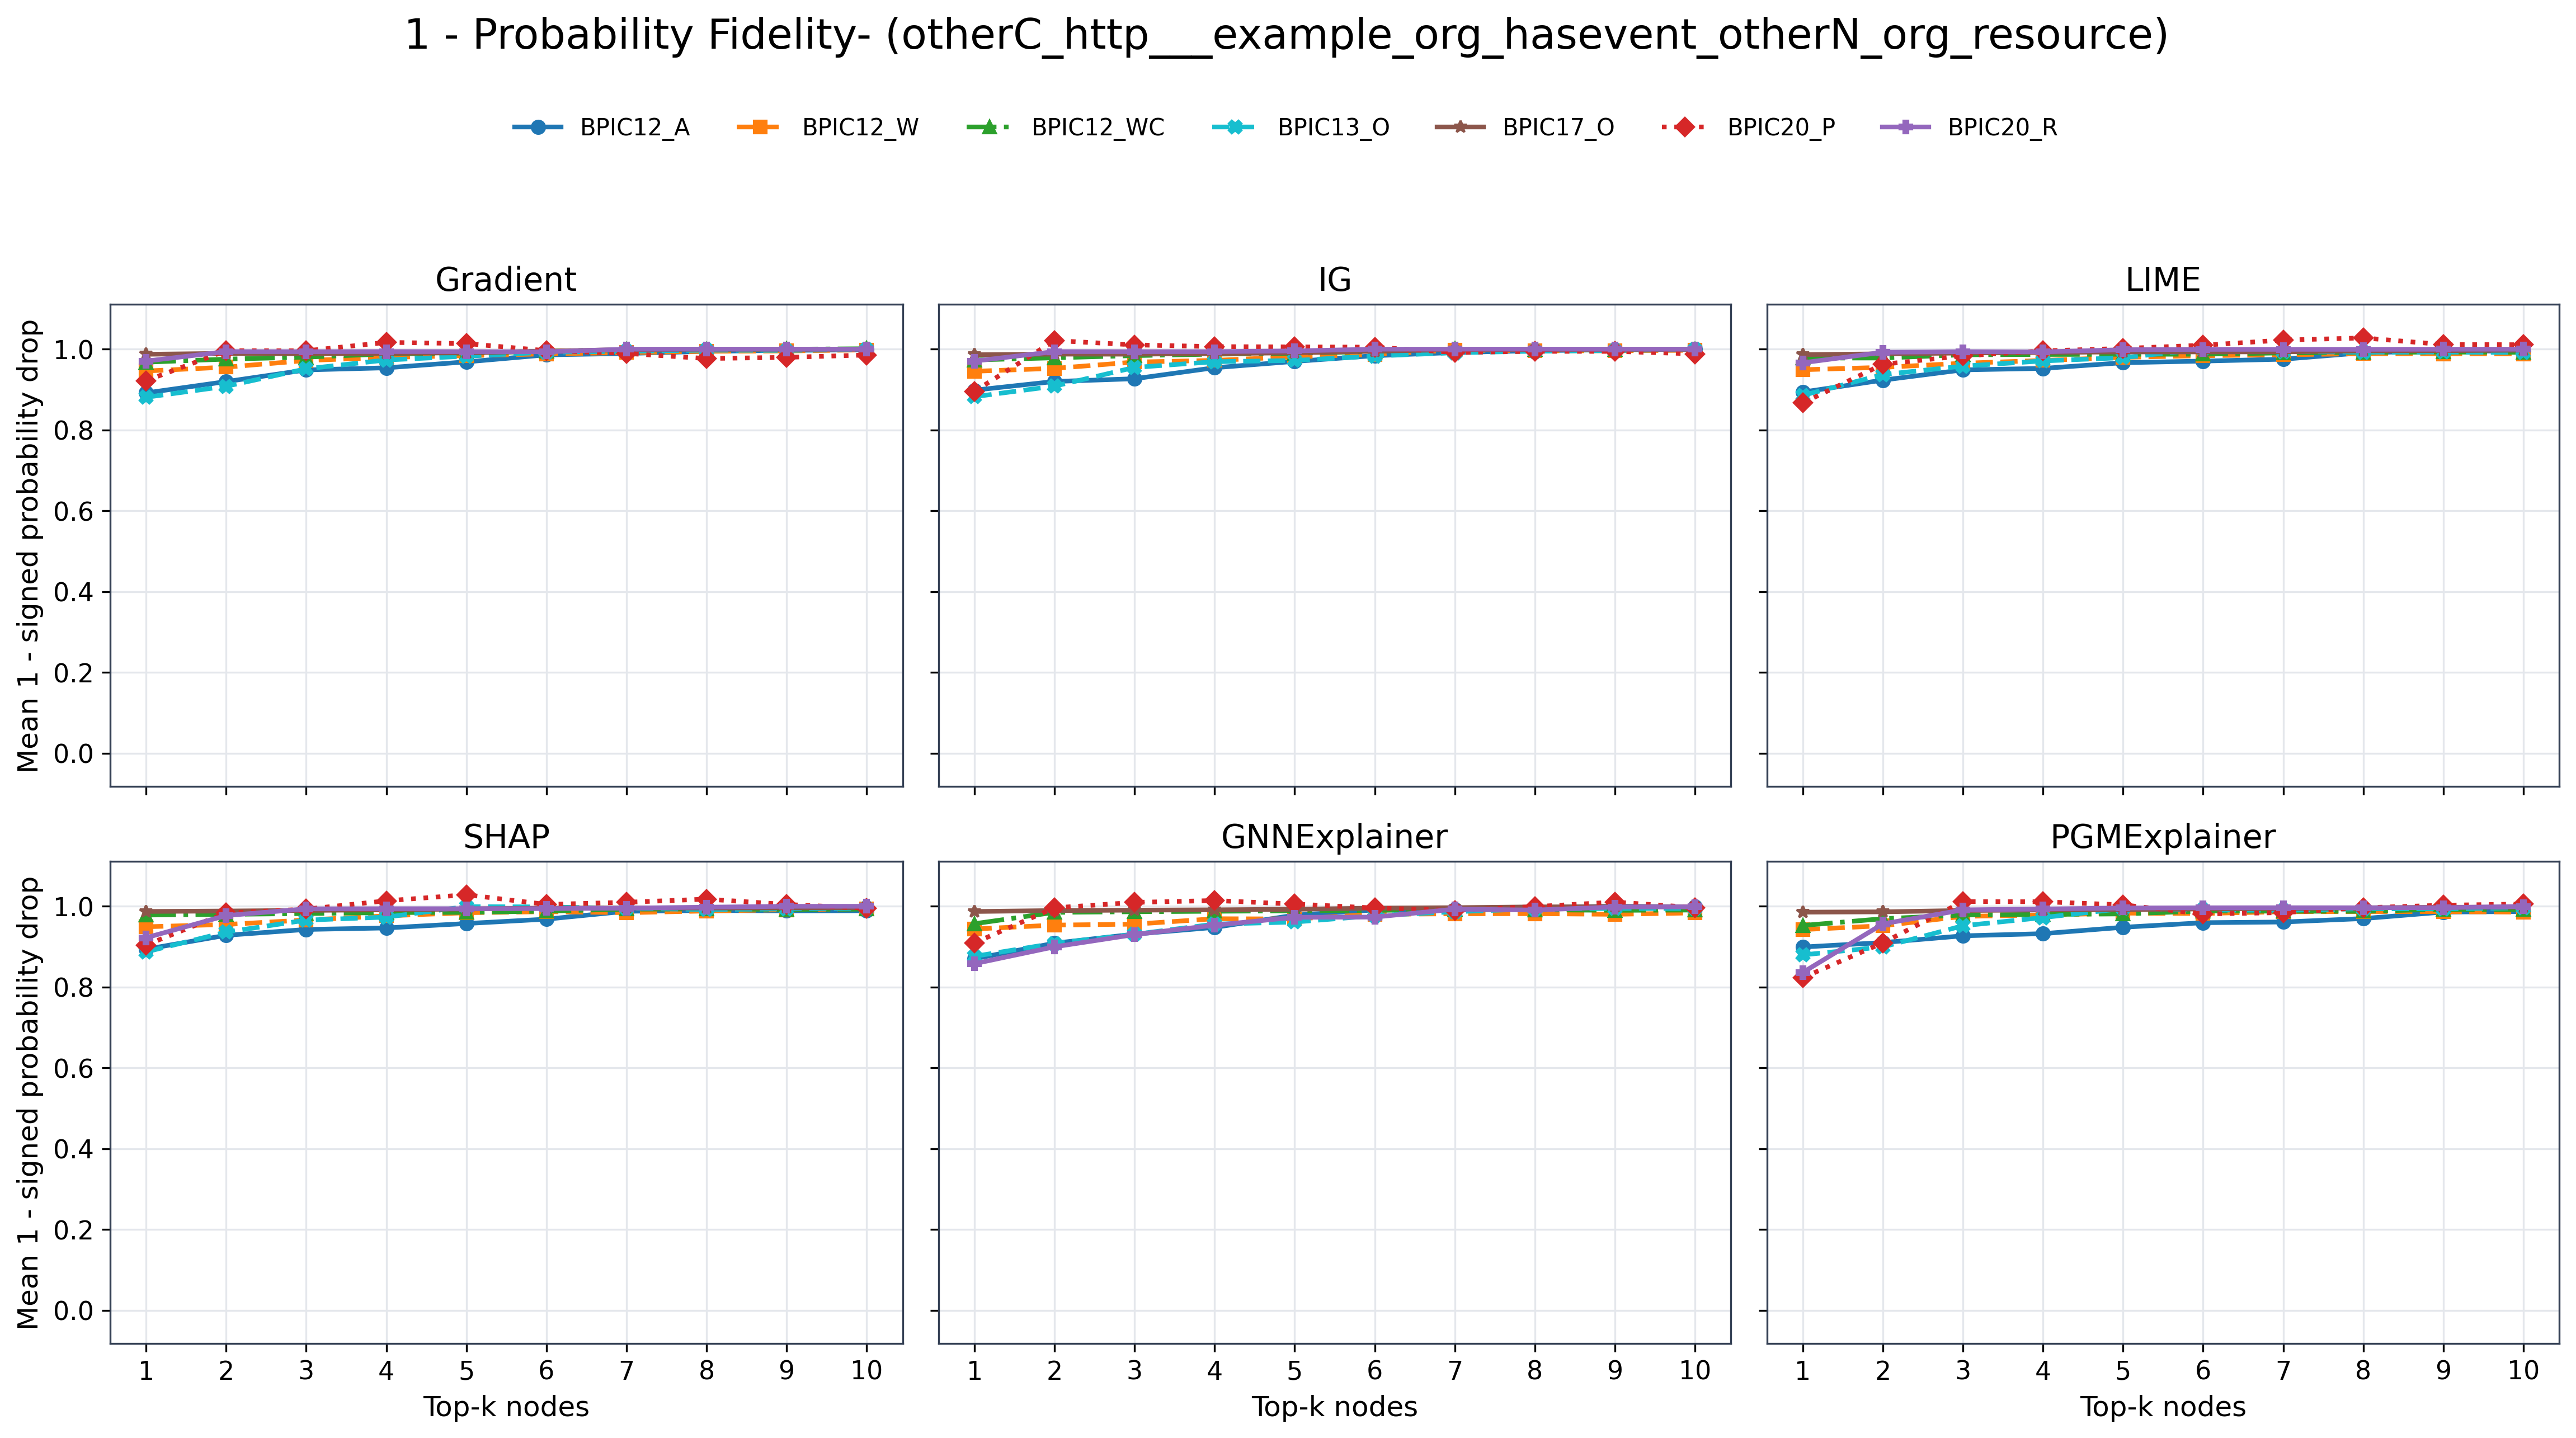 1 - Probability Fidelity- (otherC_http___example_org_hasevent_otherN_org_resource)
BPIC12_A BPIC12_W BPIC12_WC BPIC13_O BPIC17_O BPIC20_P BPIC20_R
Gradient IG LIME
Mean 1 - signed probability drop
1.0
0.8
0.6
0.4
0.2
0.0
SHAP GNNExplainer PGMExplainer
Mean 1 - signed probability drop
1.0
0.8
0.6
0.4
0.2
0.0
1 2 3 4 5 6 7 8 9 10 1 2 3 4 5 6 7 8 9 10 1 2 3 4 5 6 7 8 9 10
Top-k nodes Top-k nodes Top-k nodes